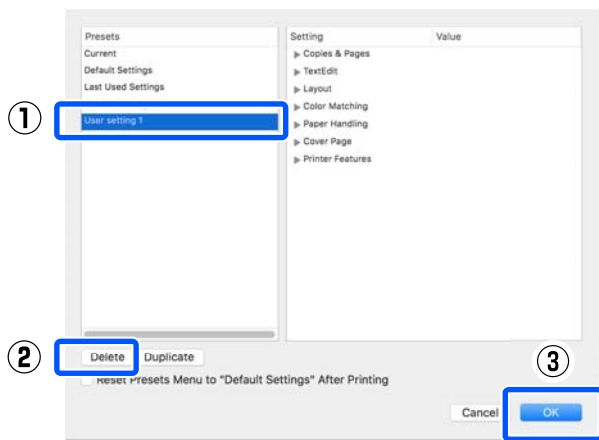 Presets
Current
Default Settings
Last Used Settings
User setting 1
Setting Value
Copies & Pages
TextEdit
Layout
Color Matching
Paper Handling
Cover Page
Printer Features
①
②
Delete Duplicate
Reset Presets Menu to "Default Settings" After Printing
③
Cancel OK